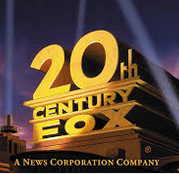 20th
CENTURY
FOX
®
A NEWS CORPORATION COMPANY